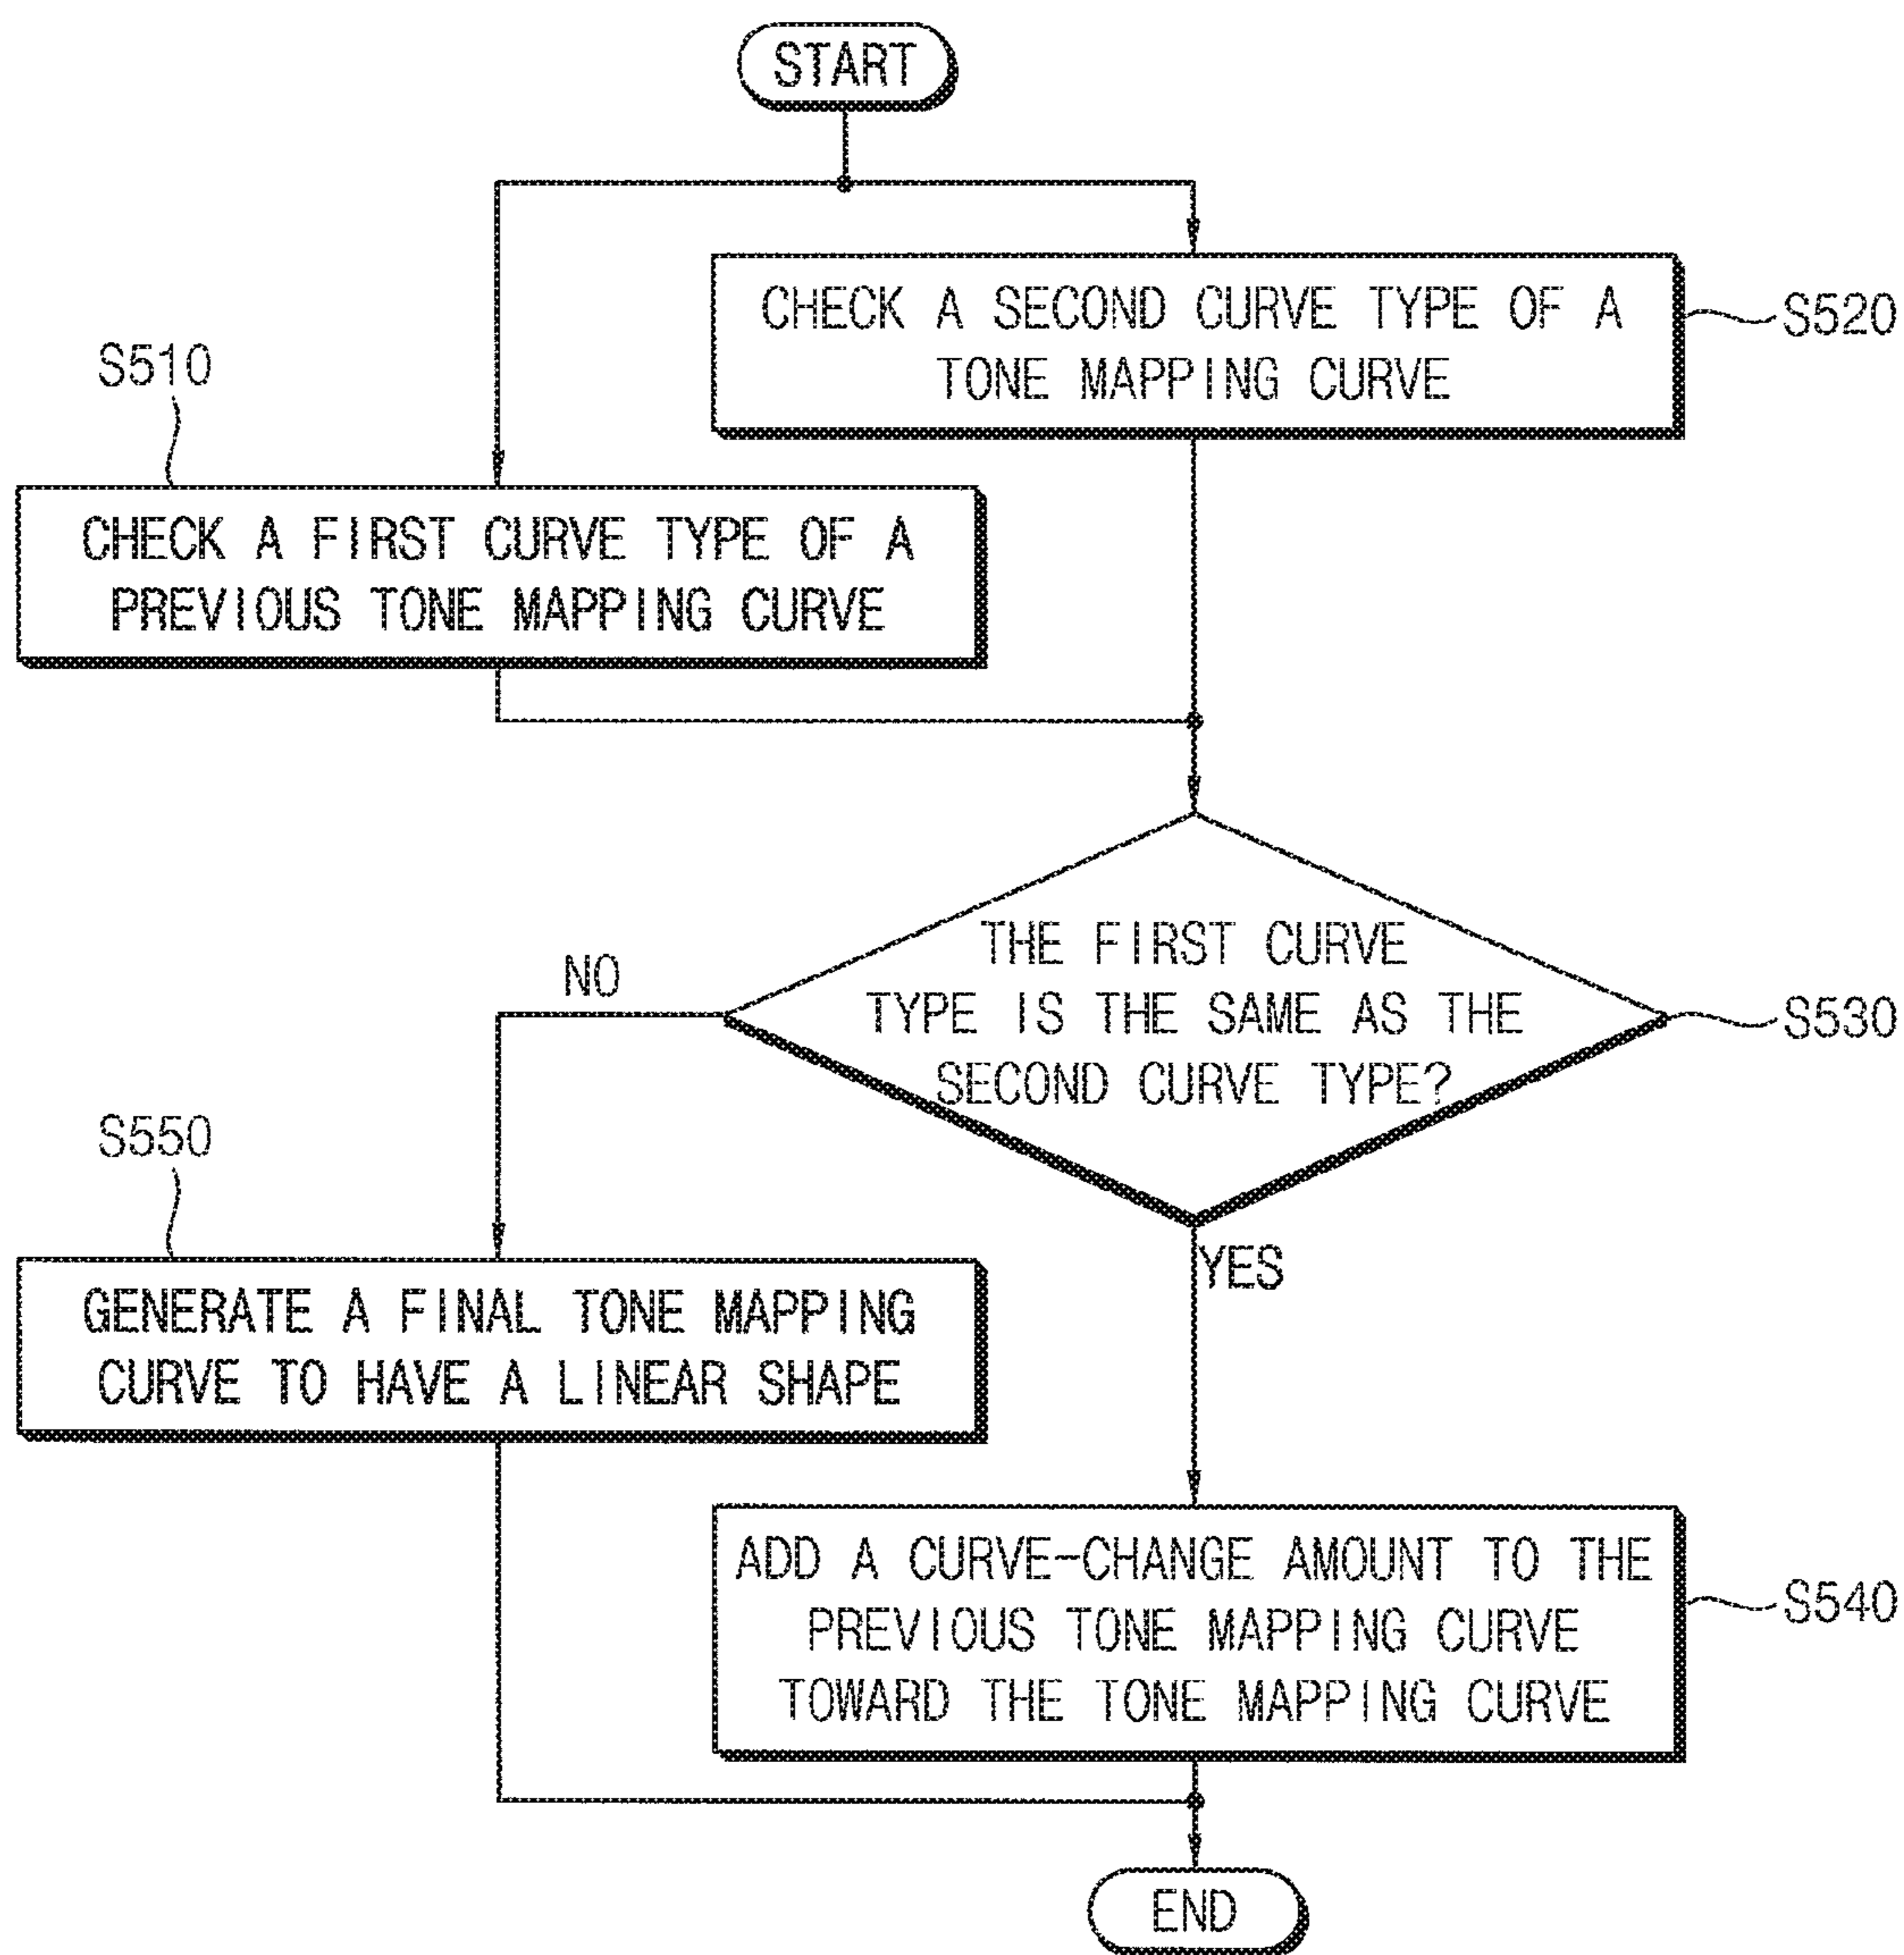 START
CHECK A SECOND CURVE TYPE OF A
TONE MAPPING CURVE
S520
S510
CHECK A FIRST CURVE TYPE OF A
PREVIOUS TONE MAPPING CURVE
THE FIRST CURVE
TYPE IS THE SAME AS THE
SECOND CURVE TYPE?
S530
NO
YES
S550
GENERATE A FINAL TONE MAPPING
CURVE TO HAVE A LINEAR SHAPE
ADD A CURVE-CHANGE AMOUNT TO THE
PREVIOUS TONE MAPPING CURVE
TOWARD THE TONE MAPPING CURVE
S540
END